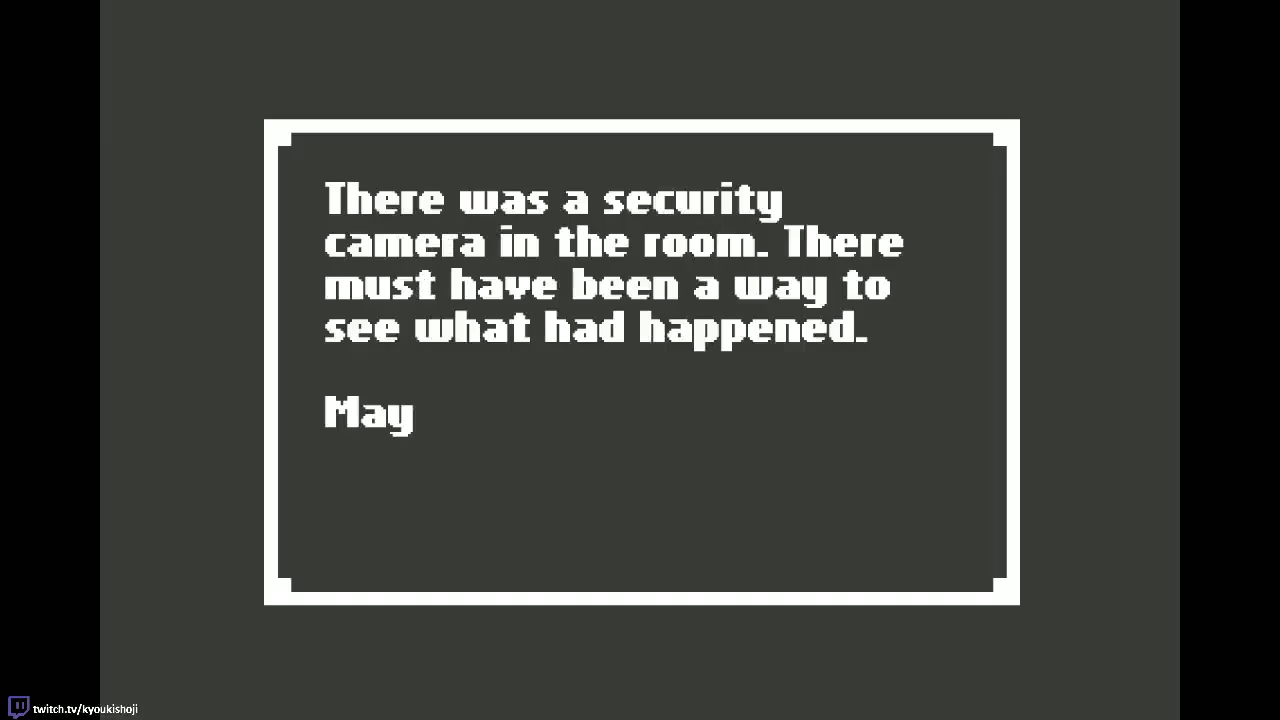 There was a security
camera in the room. There
must have been a way to
see what had happened.
May
twitch.tv/kyoukishoji